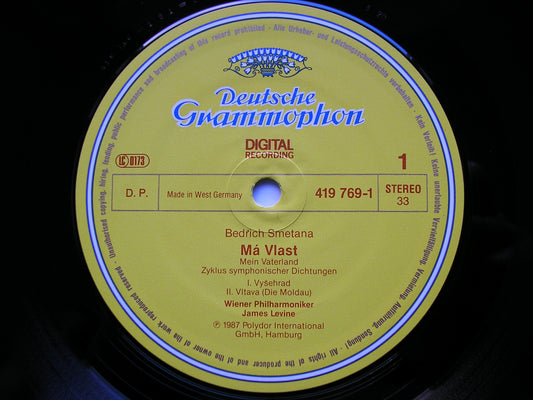 Unauthorised copying, hiring, lending, public performance and broadcasting of this record prohibited · Alle Urheber- und Leistungsschutzrechte vorbehalten · Kein Verleih! Keine unerlaubte Vervielfältigung, Vermietung, Aufführung, Sendung! · All rights of the producer and of the owner of the work reproduced reserved ·
Deutsche
Grammophon
DIGITAL
RECORDING
LC 0173
1
D. P.
Made in West Germany
419 769-1
STEREO
33
Bedřich Smetana
Má Vlast
Mein Vaterland
Zyklus symphonischer Dichtungen
I. Vyšehrad
II. Vltava (Die Moldau)
Wiener Philharmoniker
James Levine
℗ 1987 Polydor International
GmbH, Hamburg